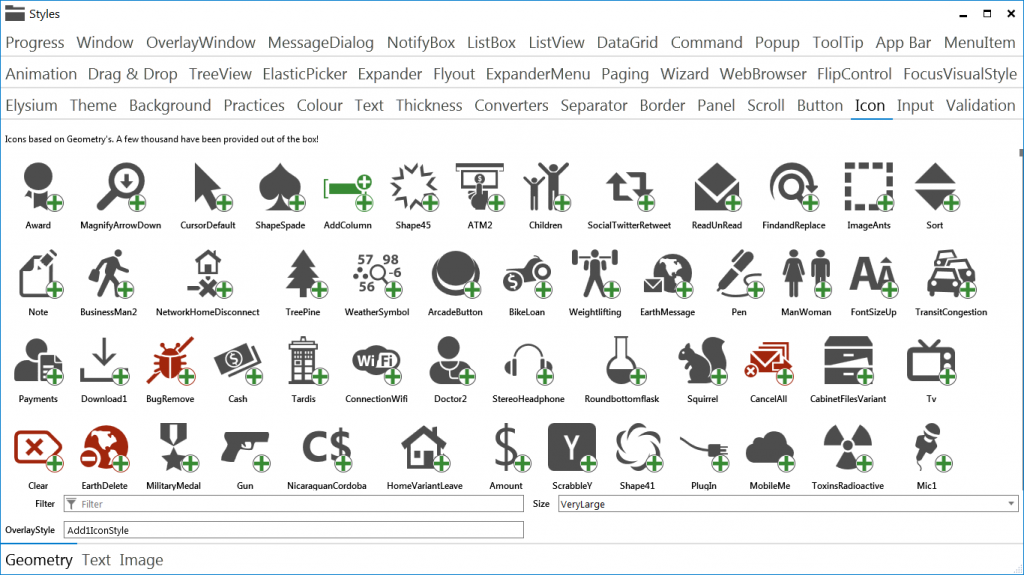 Styles
Progress Window OverlayWindow MessageDialog NotifyBox ListBox ListView DataGrid Command Popup ToolTip App Bar MenuItem
Animation Drag & Drop TreeView ElasticPicker Expander Flyout ExpanderMenu Paging Wizard WebBrowser FlipControl FocusVisualStyle
Elysium Theme Background Practices Colour Text Thickness Converters Separator Border Panel Scroll Button Icon Input Validation
Icons based on Geometry's. A few thousand have been provided out of the box!
$
Award MagnifyArrowDown CursorDefault ShapeSpade AddColumn Shape45 ATM2 Children SocialTwitterRetweet ReadUnRead FindandReplace ImageAnts Sort
57 98
-6
56
$
AA
Note BusinessMan2 NetworkHomeDisconnect TreePine WeatherSymbol ArcadeButton BikeLoan Weightlifting EarthMessage Pen ManWoman FontSizeUp TransitCongestion
$
Wi Fi
Payments Download1 BugRemove Cash Tardis ConnectionWifi Doctor2 StereoHeadphone Roundbottomflask Squirrel CancelAll CabinetFilesVariant Tv
C$ $ Y
Clear EarthDelete MilitaryMedal Gun NicaraquanCordoba HomeVariantLeave Amount ScrabbleY Shape41 PlugIn MobileMe ToxinsRadioactive Mic1
Filter Filter Size VeryLarge
OverlayStyle Add1IconStyle
Geometry Text Image